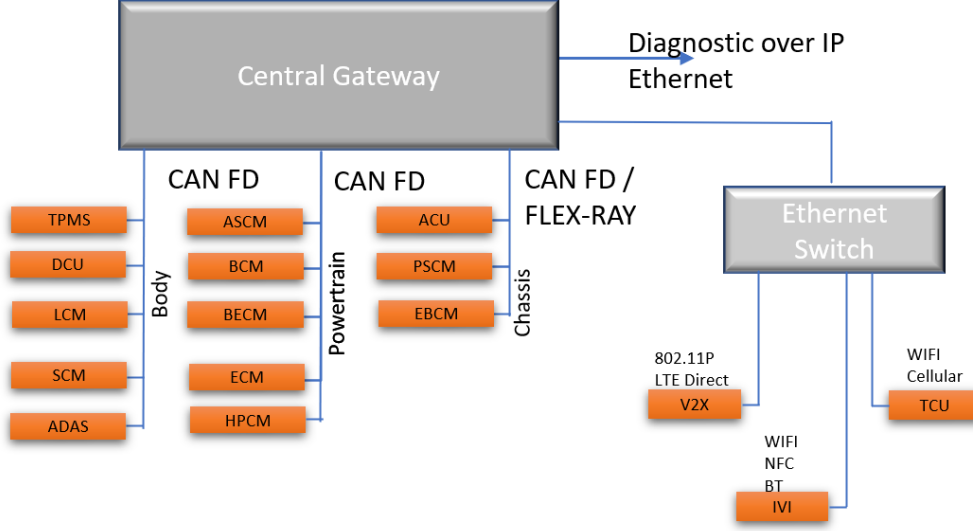 Central Gateway
Diagnostic over IP
Ethernet
CAN FD
CAN FD
CAN FD /
FLEX-RAY
TPMS
DCU
LCM
SCM
ADAS
Body
ASCM
BCM
BECM
ECM
HPCM
Powertrain
ACU
PSCM
EBCM
Chassis
Ethernet
Switch
802.11P
LTE Direct
V2X
WIFI
NFC
BT
IVI
WIFI
Cellular
TCU